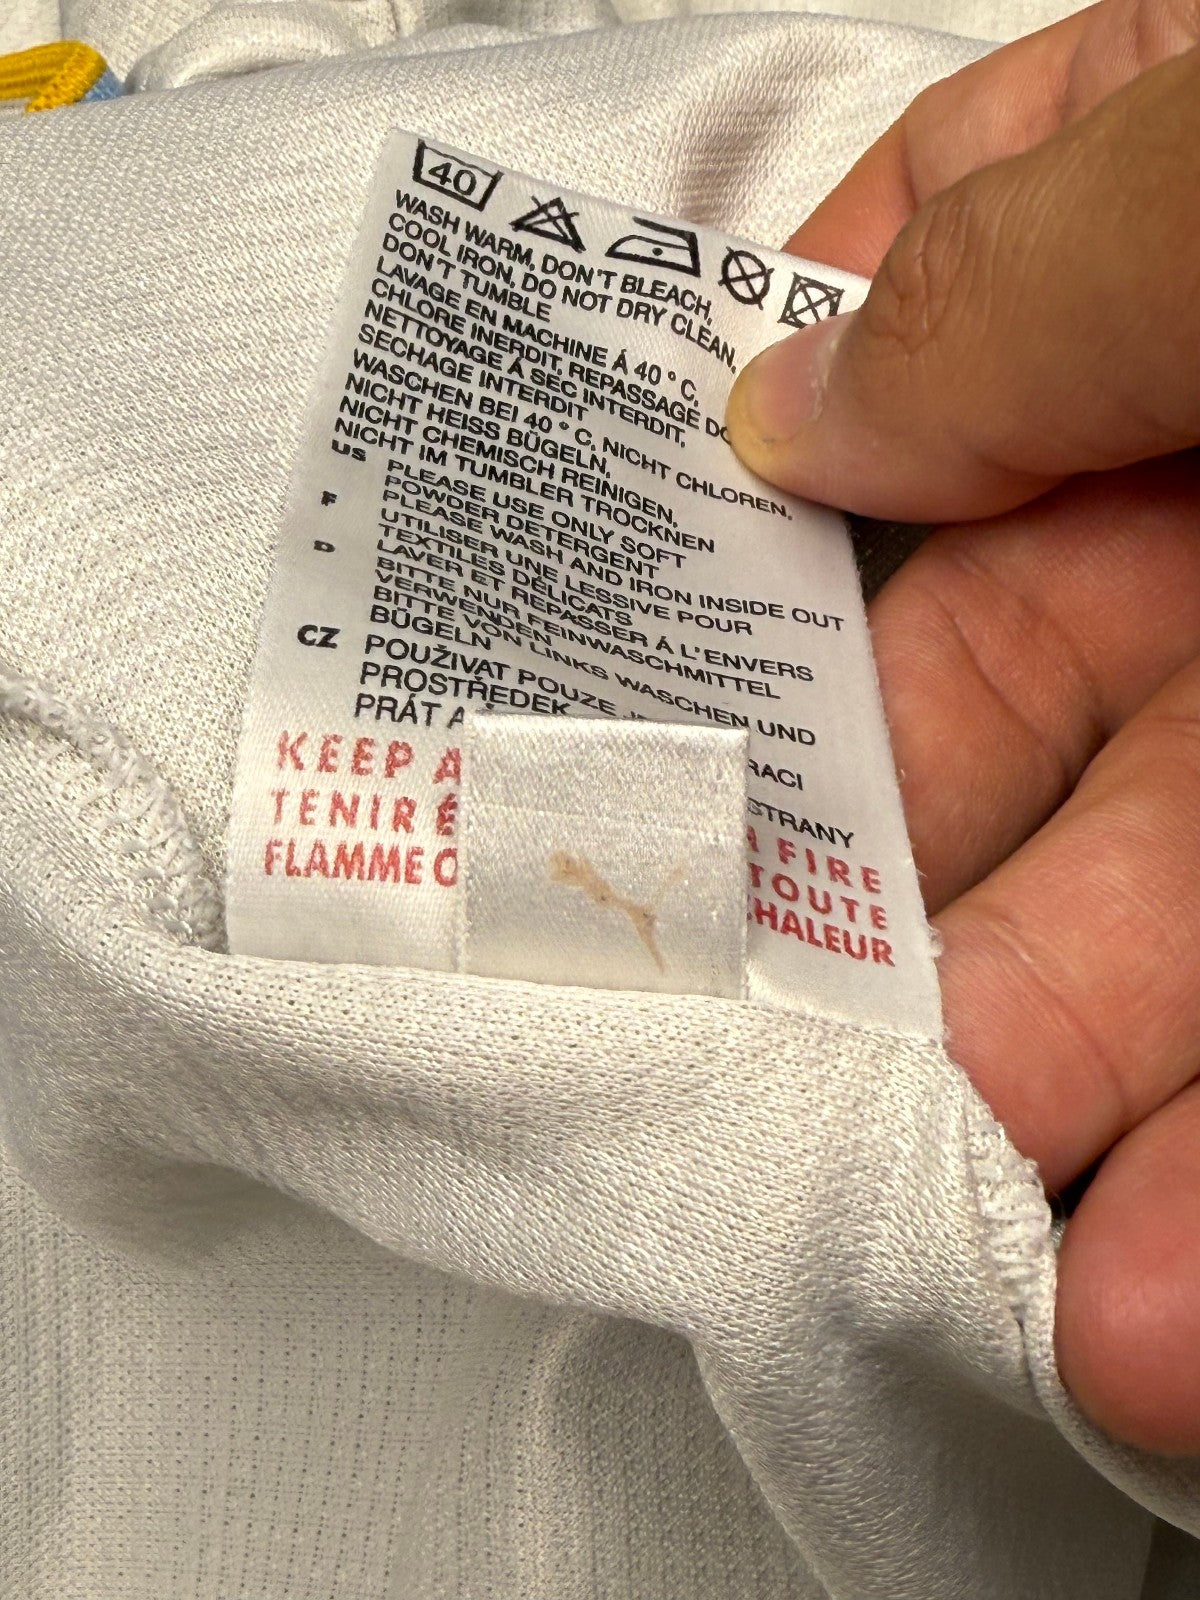 40
WASH WARM, DON'T BLEACH,
COOL IRON, DO NOT DRY CLEAN,
DON'T TUMBLE
LAVAGE EN MACHINE Á 40 ° C,
CHLORE INERDIT, REPASSAGE
NETTOYAGE Á SEC INTERDIT,
SECHAGE INTERDIT
WASCHEN BEI 40 ° C, NICHT CHLOREN,
NICHT HEISS BÜGELN,
NICHT CHEMISCH REINIGEN,
NICHT IM TUMBLER TROCKNEN
US PLEASE USE ONLY SOFT
POWDER DETERGENT
PLEASE WASH AND IRON INSIDE OUT
F UTILISER UNE LESSIVE POUR
TEXTILES DÉLICATS
LAVER ET REPASSER Á L'ENVERS
D BITTE NUR FEINWASCHMITTEL
VERWENDEN
BITTE VON LINKS WASCHEN UND
BÜGELN
CZ POUŽIVAT POUZE
PROSTŘEDEK
PRÁT
KEEP FIRE
TENIR TOUTE
FLAMME